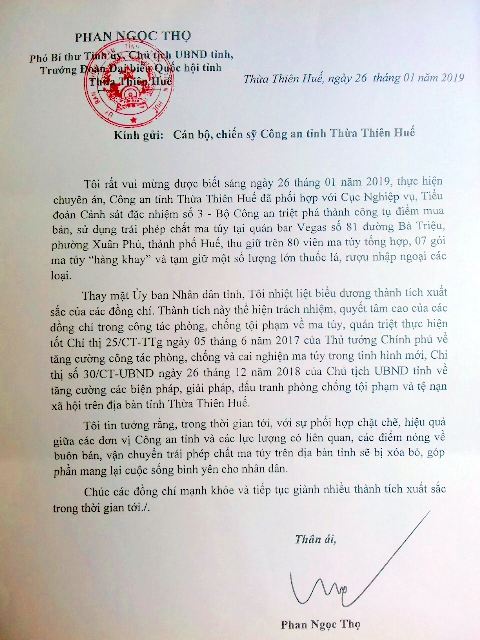 PHAN NGỌC THỌ
Phó Bí thư Tỉnh ủy, Chủ tịch UBND tỉnh,
Trưởng Đoàn Đại biểu Quốc hội tỉnh
Thừa Thiên Huế
Thừa Thiên Huế, ngày 26 tháng 01 năm 2019
Kính gửi: Cán bộ, chiến sỹ Công an tỉnh Thừa Thiên Huế
Tôi rất vui mừng được biết sáng ngày 26 tháng 01 năm 2019, thực hiện
chuyên án, Công an tỉnh Thừa Thiên Huế đã phối hợp với Cục Nghiệp vụ, Tiểu
đoàn Cảnh sát đặc nhiệm số 3 - Bộ Công an triệt phá thành công tụ điểm mua
bán, sử dụng trái phép chất ma túy tại quán bar Vegas số 81 đường Bà Triệu,
phường Xuân Phú, thành phố Huế, thu giữ trên 80 viên ma túy tổng hợp, 07 gói
ma túy “hàng khay” và tạm giữ một số lượng lớn thuốc lá, rượu nhập ngoại các
loại.
Thay mặt Ủy ban Nhân dân tỉnh, Tôi nhiệt liệt biểu dương thành tích xuất
sắc của các đồng chí. Thành tích này thể hiện trách nhiệm, quyết tâm cao của các
đồng chí trong công tác phòng, chống tội phạm về ma túy, quán triệt thực hiện
tốt Chỉ thị 25/CT-TTg ngày 05 tháng 6 năm 2017 của Thủ tướng Chính phủ về
tăng cường công tác phòng, chống và cai nghiện ma túy trong tình hình mới, Chỉ
thị số 30/CT-UBND ngày 26 tháng 12 năm 2018 của Chủ tịch UBND tỉnh về
tăng cường các biện pháp, giải pháp, đấu tranh phòng chống tội phạm và tệ nạn
xã hội trên địa bàn tỉnh Thừa Thiên Huế.
Tôi tin tưởng rằng, trong thời gian tới, với sự phối hợp chặt chẽ, hiệu quả
giữa các đơn vị Công an tỉnh và các lực lượng có liên quan, các điểm nóng về
buôn bán, vận chuyển trái phép chất ma túy trên địa bàn tỉnh sẽ bị xóa bỏ, góp
phần mang lại cuộc sống bình yên cho nhân dân.
Chúc các đồng chí mạnh khỏe và tiếp tục giành nhiều thành tích xuất sắc
trong thời gian tới./.
Thân ái,
Phan Ngọc Thọ